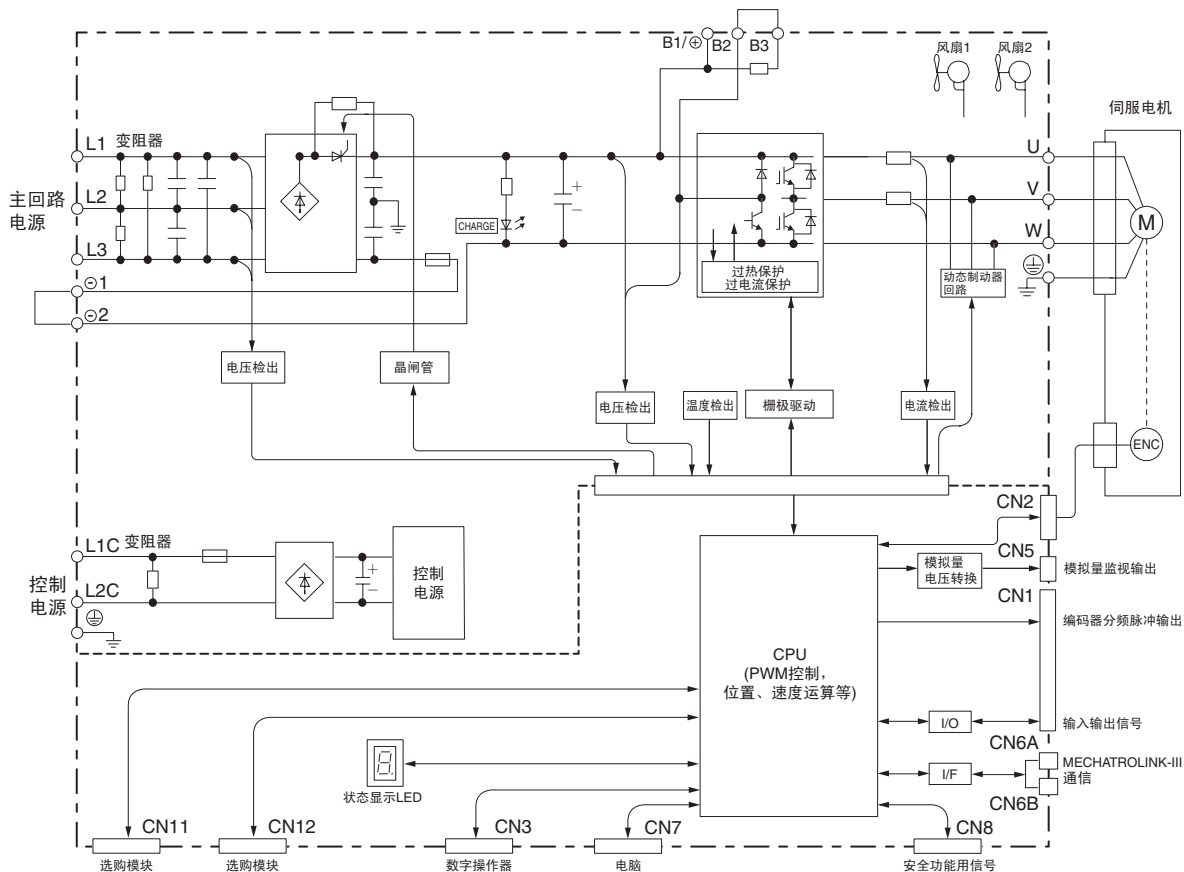 B1/⊕
B2
B3
风扇1
风扇2
伺服电机
L1
变阻器
U
主回路
电源
L2
V
M
CHARGE
+
−
W
L3
过热保护
过电流保护
动态制动器
回路
⊖1
⊖2
电压检出
晶闸管
电压检出
温度检出
栅极驱动
电流检出
ENC
CN2
L1C
变阻器
控制
电源
L2C
+
−
控制
电源
CN5
模拟量
电压转换
模拟量监视输出
CN1
编码器分频脉冲输出
CPU
(PWM控制,
位置、速度运算等)
I/O
输入输出信号
CN6A
I/F
MECHATROLINK-III
通信
CN6B
8.
状态显示LED
CN11
CN12
CN3
CN7
CN8
选购模块
选购模块
数字操作器
电脑
安全功能用信号